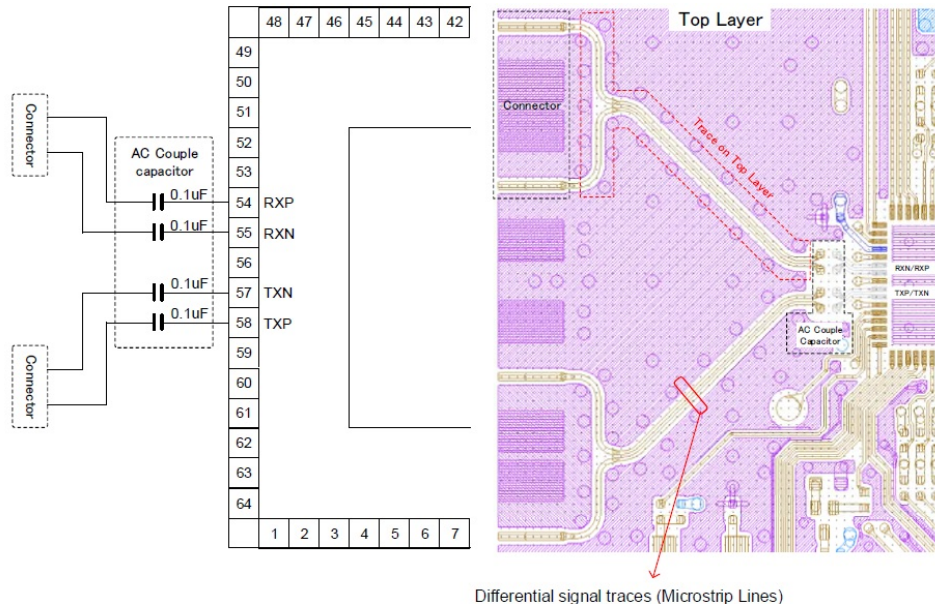 48 47 46 45 44 43 42
49
50
51
52
53
54
55
56
57
58
59
60
61
62
63
64
1 2 3 4 5 6 7
Connector
Connector
AC Couple
capacitor
0.1uF
0.1uF
0.1uF
0.1uF
RXP
RXN
TXN
TXP
Top Layer
Connector
Trace on Top Layer
RXN/RXP
TXP/TXN
AC Couple
Capacitor
Differential signal traces (Microstrip Lines)